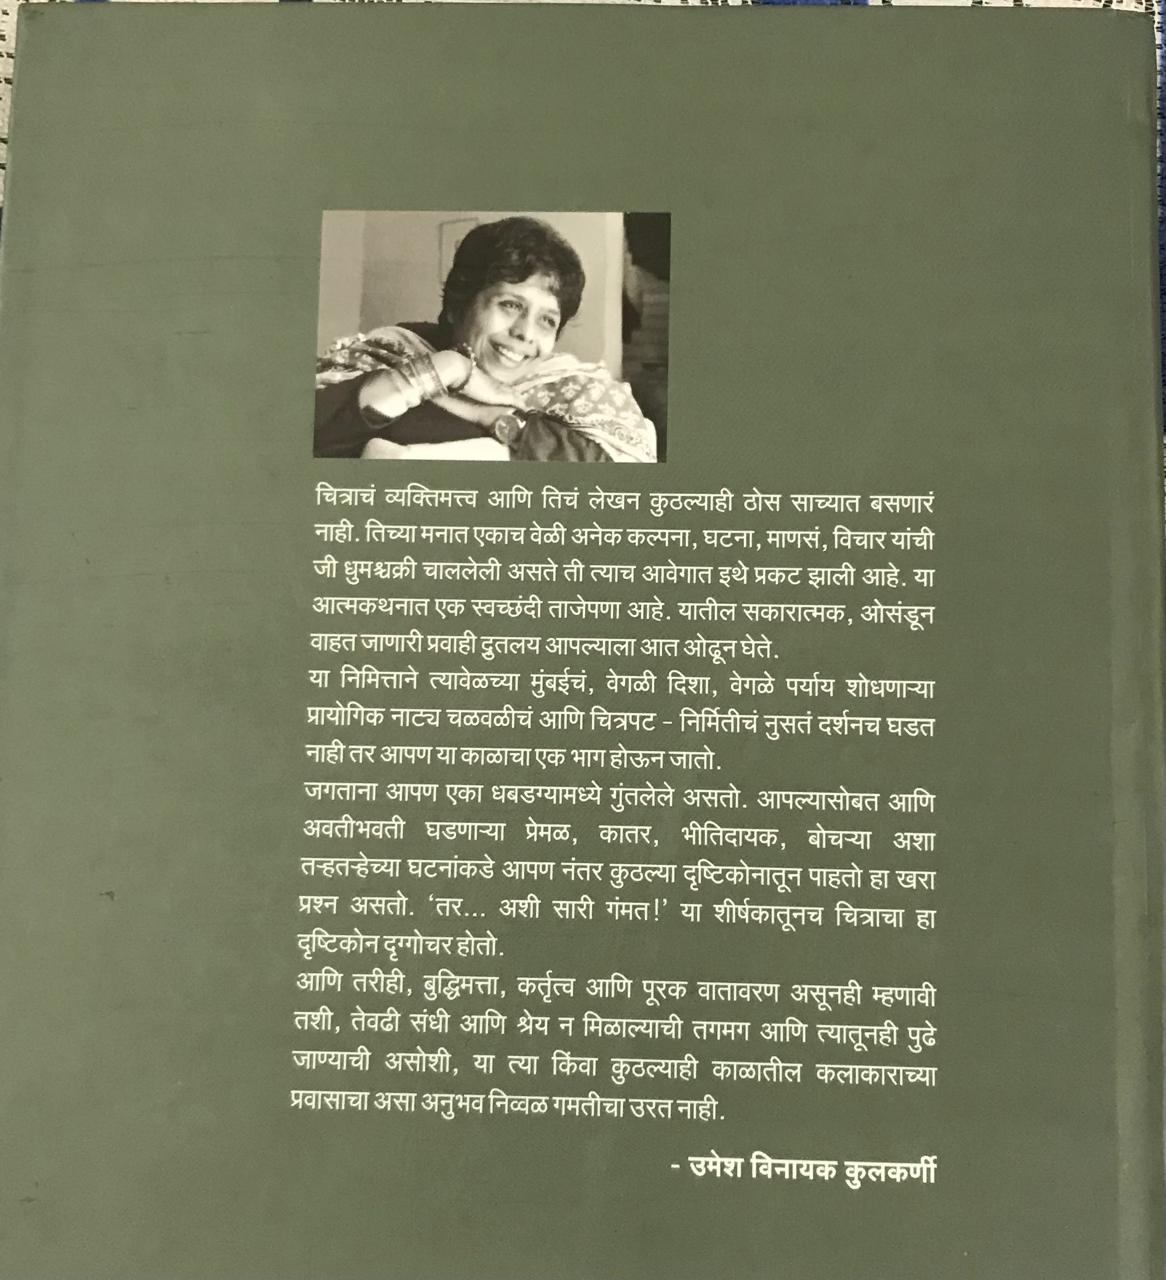 चित्राचं व्यक्तिमत्त्व आणि तिचं लेखन कुठल्याही ठोस साच्यात बसणारं
नाही. तिच्या मनात एकाच वेळी अनेक कल्पना, घटना, माणसं, विचार यांची
जी धुमश्चक्री चाललेली असते ती त्याच आवेगात इथे प्रकट झाली आहे. या
आत्मकथनात एक स्वच्छंदी ताजेपणा आहे. यातील सकारात्मक, ओसंडून
वाहत जाणारी प्रवाही द्रुतलय आपल्याला आत ओढून घेते.
या निमित्ताने त्यावेळच्या मुंबईचं, वेगळी दिशा, वेगळे पर्याय शोधणाऱ्या
प्रायोगिक नाट्य चळवळीचं आणि चित्रपट - निर्मितीचं नुसतं दर्शनच घडत
नाही तर आपण या काळाचा एक भाग होऊन जातो.
जगताना आपण एका धबडग्यामध्ये गुंतलेले असतो. आपल्यासोबत आणि
अवतीभवती घडणाऱ्या प्रेमळ, कातर, भीतिदायक, बोचऱ्या अशा
तऱ्हतऱ्हेच्या घटनांकडे आपण नंतर कुठल्या दृष्टिकोनातून पाहतो हा खरा
प्रश्न असतो. ‘तर... अशी सारी गंमत!’ या शीर्षकातूनच चित्राचा हा
दृष्टिकोन दृग्गोचर होतो.
आणि तरीही, बुद्धिमत्ता, कर्तृत्व आणि पूरक वातावरण असूनही म्हणावी
तशी, तेवढी संधी आणि श्रेय न मिळाल्याची तगमग आणि त्यातूनही पुढे
जाण्याची असोशी, या त्या किंवा कुठल्याही काळातील कलाकाराच्या
प्रवासाचा असा अनुभव निव्वळ गमतीचा उरत नाही.
- उमेश विनायक कुलकर्णी